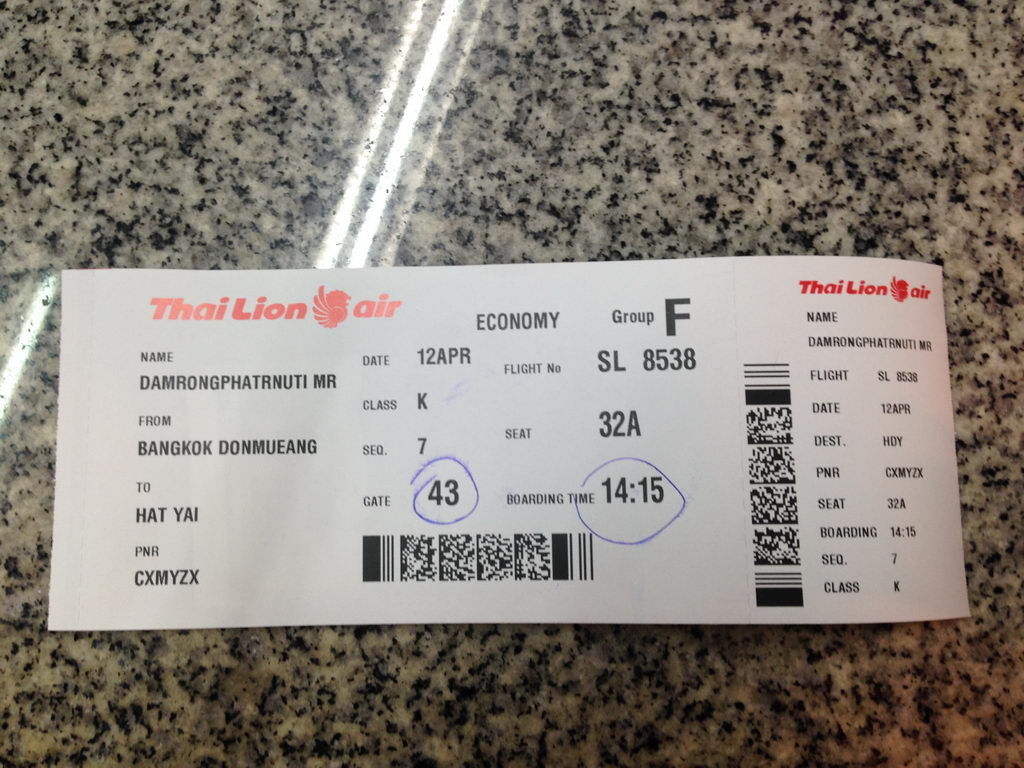 Thai Lion air
ECONOMY Group F
NAME
DAMRONGPHATRNUTI MR
FROM
BANGKOK DONMUEANG
TO
HAT YAI
PNR
CXMYZX
DATE 12APR
CLASS K
SEQ. 7
GATE 43
FLIGHT No SL 8538
SEAT 32A
BOARDING TIME 14:15
Thai Lion air
NAME
DAMRONGPHATRNUTI MR
FLIGHT SL 8538
DATE 12APR
DEST. HDY
PNR CXMYZX
SEAT 32A
BOARDING 14:15
SEQ. 7
CLASS K